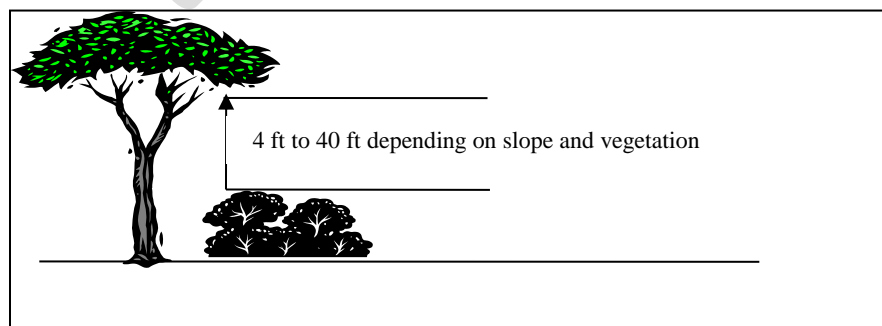 4 ft to 40 ft depending on slope and vegetation